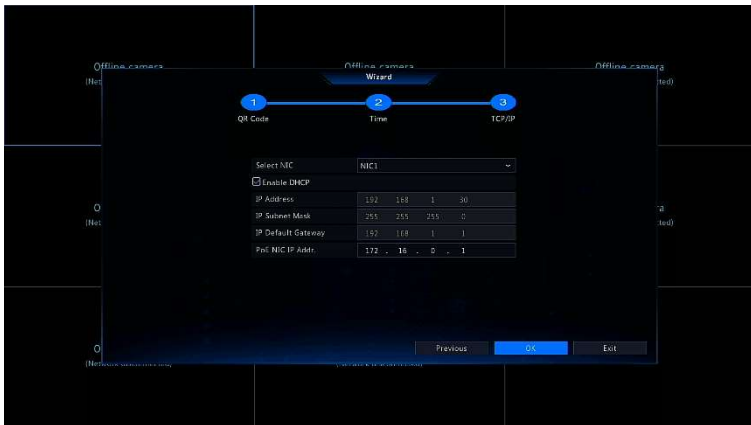 Offline camera
Offline camera
Offline camera
Wizard
1
2
3
QR Code
Time
TCP/IP
Select NIC
NIC1
Enable DHCP
IP Address
192 168 1 30
IP Subnet Mask
255 255 255 0
IP Default Gateway
192 168 1 1
PoE NIC IP Addr.
172 . 16 . 0 . 1
Previous
OK
Exit